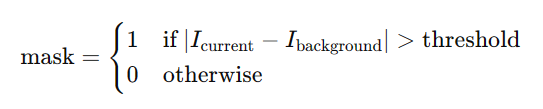 mask = { 1 if |I_current − I_background| > threshold
0 otherwise